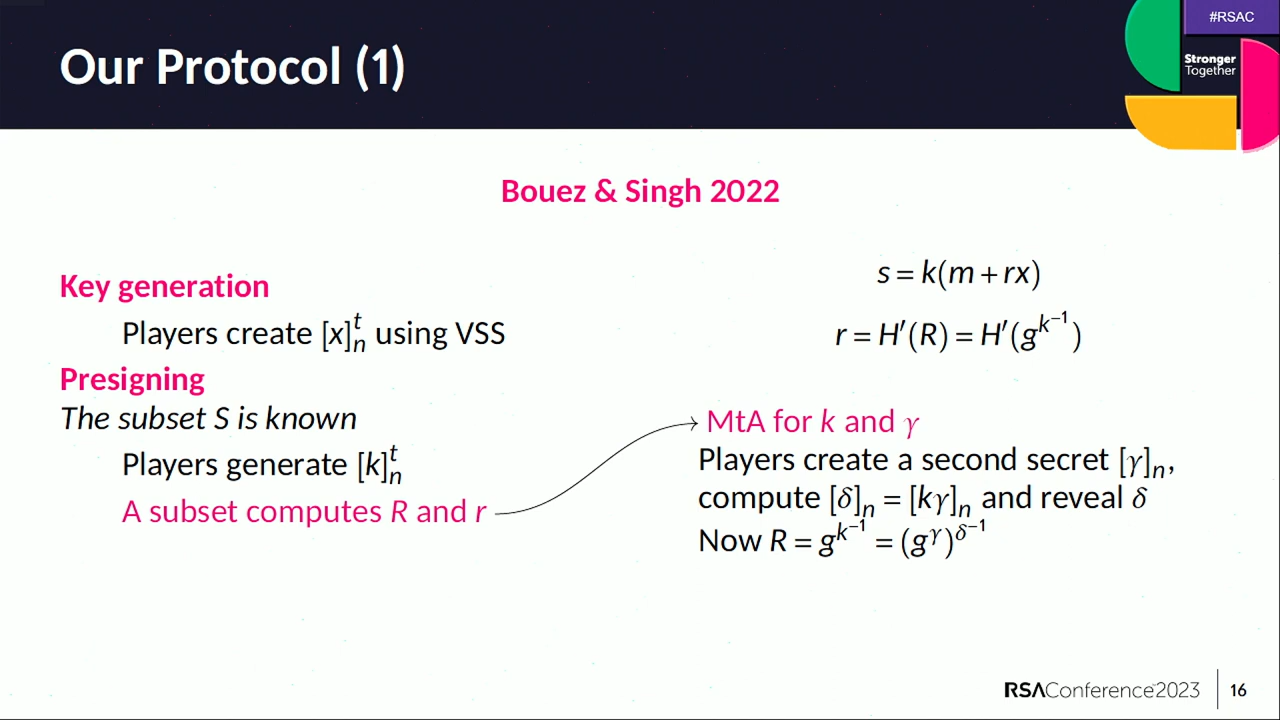 #RSAC
Our Protocol (1)
Stronger
Together
Bouez & Singh 2022
Key generation
Players create [x]ₙᵗ using VSS
Presigning
The subset S is known
Players generate [k]ₙᵗ
A subset computes R and r
s = k(m + rx)
r = H′(R) = H′(g^{k⁻¹})
MtA for k and γ
Players create a second secret [γ]ₙ,
compute [δ]ₙ = [kγ]ₙ and reveal δ
Now R = g^{k⁻¹} = (g^γ)^{δ⁻¹}
RSAConference™2023
16